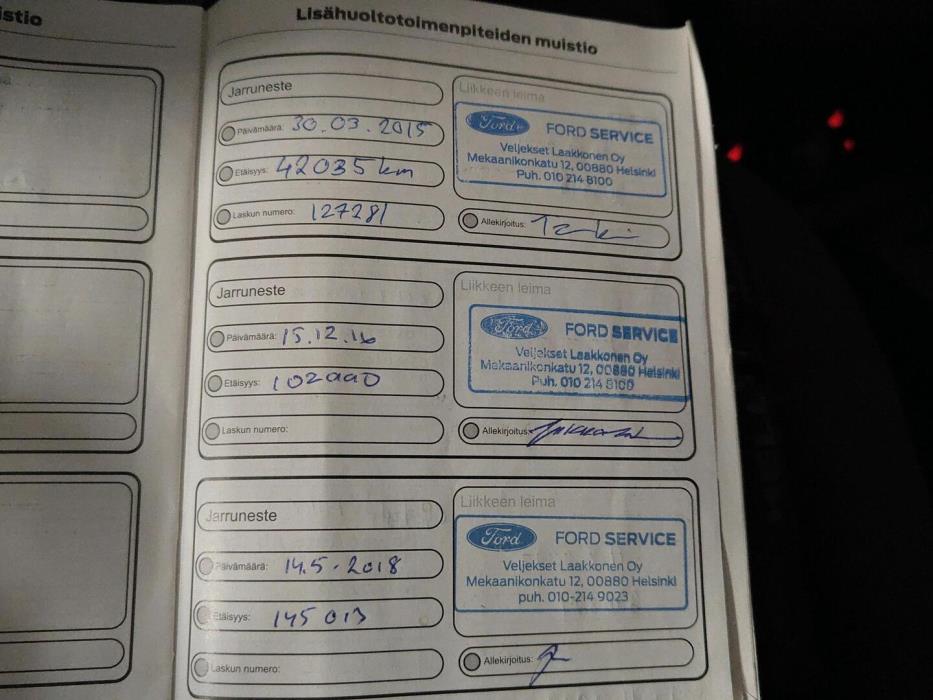 istio
Lisähuoltotoimenpiteiden muistio
Jarruneste
Päivämäärä: 30.03.2015
Etäisyys: 42035 km
Laskun numero: 127281
Liikkeen leima
Ford FORD SERVICE
Veljekset Laakkonen Oy
Mekaanikonkatu 12, 00880 Helsinki
Puh. 010 214 8100
Allekirjoitus:
Jarruneste
Päivämäärä: 15.12.16
Etäisyys:
Laskun numero:
Liikkeen leima
Ford FORD SERVICE
Veljekset Laakkonen Oy
Mekaanikonkatu 12, 00880 Helsinki
Puh. 010 214 8100
Allekirjoitus:
Jarruneste
Päivämäärä: 14.5.2018
Etäisyys: 145 013
Laskun numero:
Liikkeen leima
Ford FORD SERVICE
Veljekset Laakkonen Oy
Mekaanikonkatu 12, 00880 Helsinki
puh. 010-214 9023
Allekirjoitus: